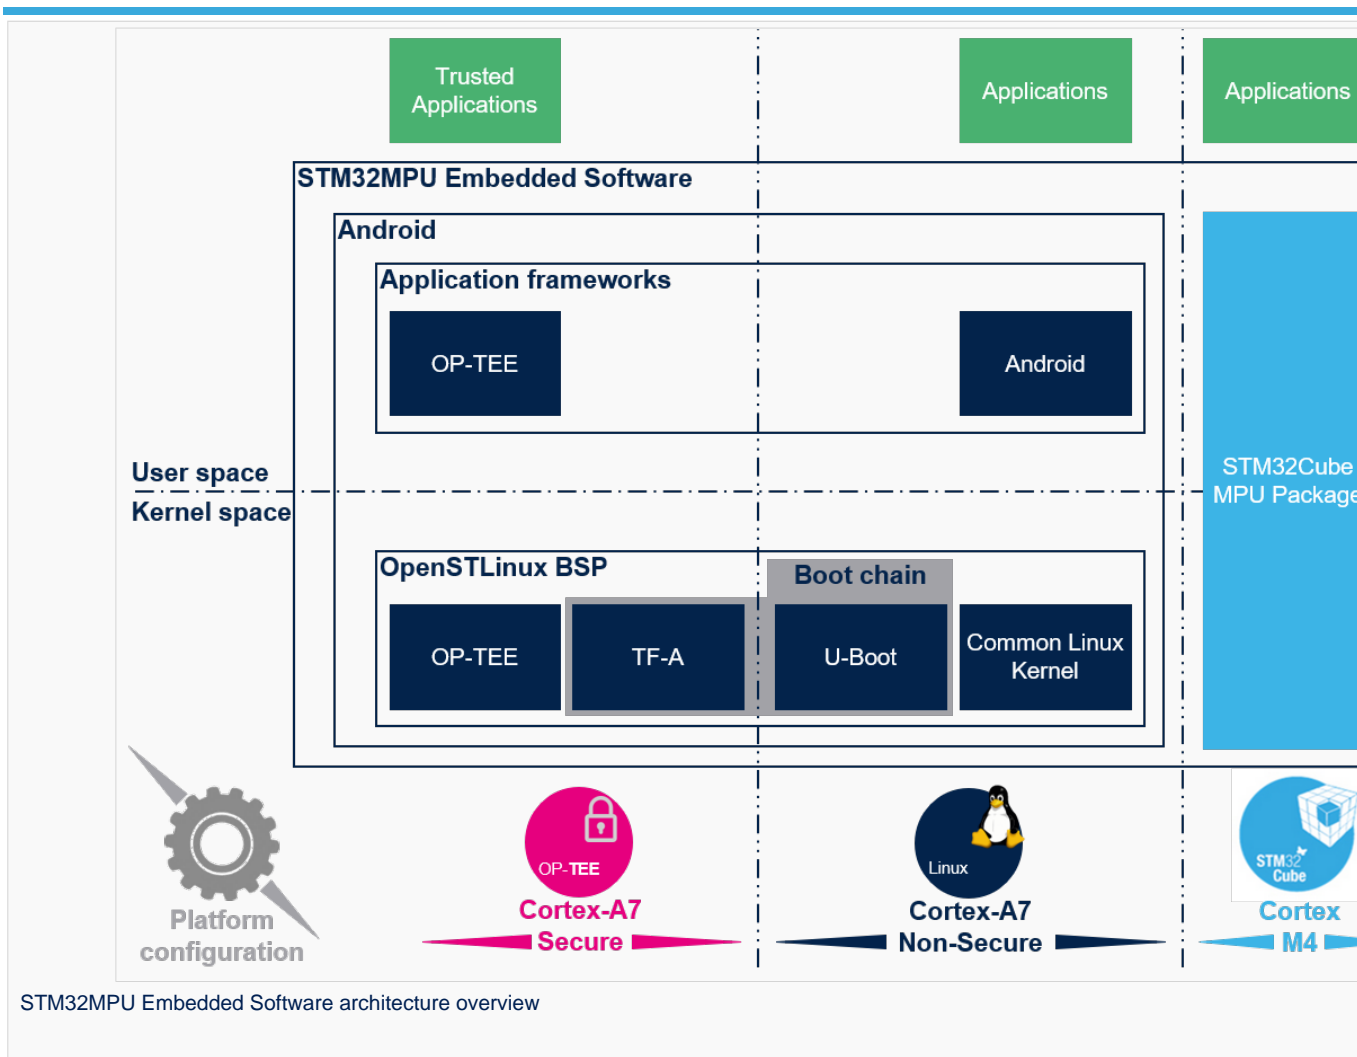 Trusted
Applications
Applications
Applications
STM32MPU Embedded Software
Android
Application frameworks
OP-TEE
Android
User space
Kernel space
STM32Cube
MPU Package
OpenSTLinux BSP
Boot chain
OP-TEE
TF-A
U-Boot
Common Linux
Kernel
OP-TEE
Linux
STM32
Cube
Platform
configuration
Cortex-A7
Secure
Cortex-A7
Non-Secure
Cortex
M4
STM32MPU Embedded Software architecture overview